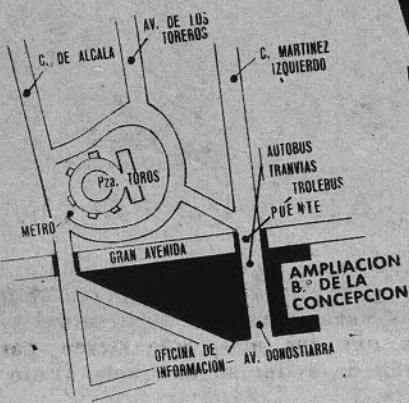 AV. DE LOS
TOREROS
C. DE ALCALA
C. MARTINEZ
IZQUIERDO
AUTOBUS
TRANVIAS
TROLEBUS
Pza. TOROS
PUENTE
METRO
GRAN AVENIDA
AMPLIACION
B.º DE LA
CONCEPCION
OFICINA DE
INFORMACION
AV. DONOSTIARRA